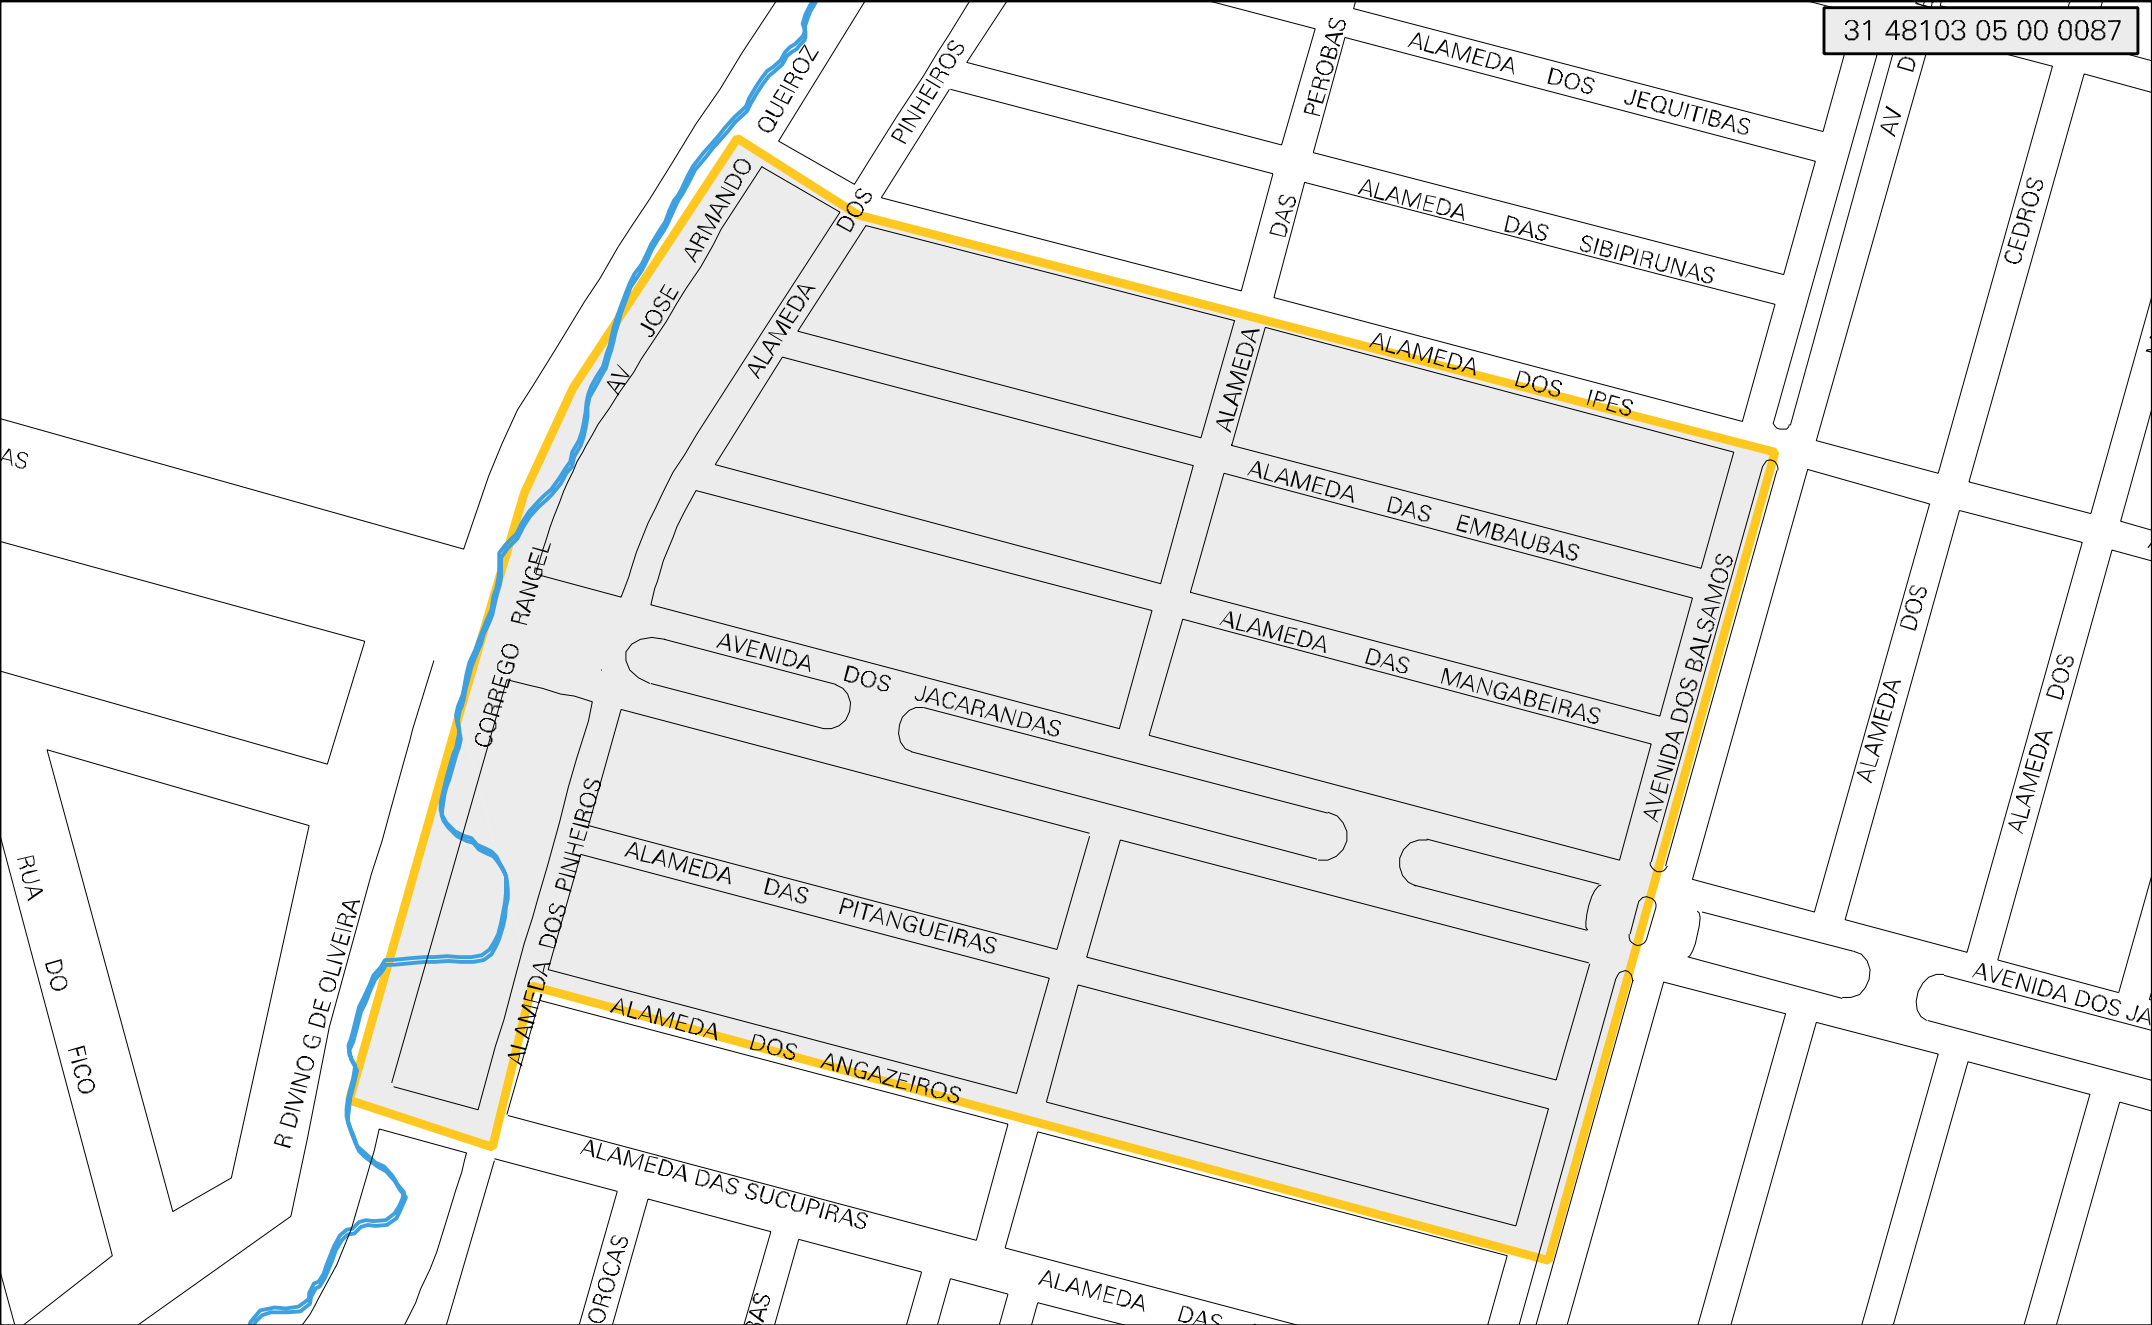 31 48103 05 00 0087
ALAMEDA DOS JEQUITIBAS
PEROBAS
DAS
ALAMEDA
QUEIROZ
ARMANDO
JOSE
AV
PINHEIROS
DOS
ALAMEDA
AV
ALAMEDA DAS SIBIPIRUNAS
CEDROS
DOS
ALAMEDA
ALAMEDA DOS IPES
AS
ALAMEDA DAS EMBAUBAS
AVENIDA DOS BALSAMOS
CORREGO RANGEL
ALAMEDA DAS MANGABEIRAS
AVENIDA DOS JACARANDAS
ALAMEDA DOS
ALAMEDA DOS PINHEIROS
ALAMEDA DAS PITANGUEIRAS
RUA DO FICO
R DIVINO G DE OLIVEIRA
AVENIDA DOS JA
ALAMEDA DOS ANGAZEIROS
ALAMEDA DAS SUCUPIRAS
OROCAS
ALAMEDA DAS